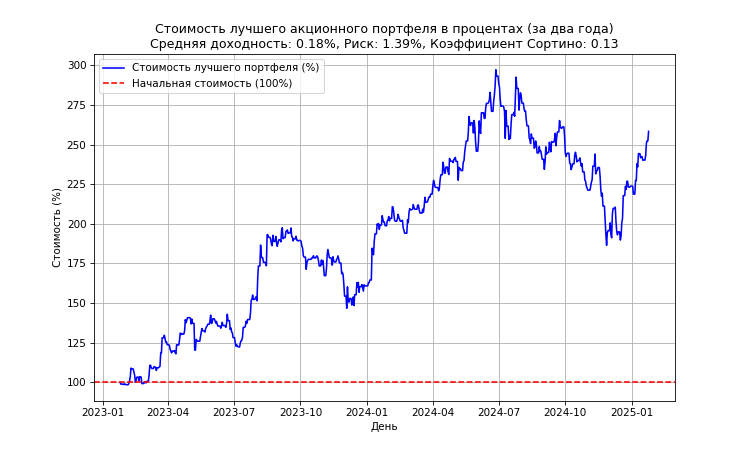 Стоимость лучшего акционного портфеля в процентах (за два года)
Средняя доходность: 0.18%, Риск: 1.39%, Коэффициент Сортино: 0.13
Стоимость лучшего портфеля (%)
Начальная стоимость (100%)
Стоимость (%)
300
275
250
225
200
175
150
125
100
2023-01 2023-04 2023-07 2023-10 2024-01 2024-04 2024-07 2024-10 2025-01
День